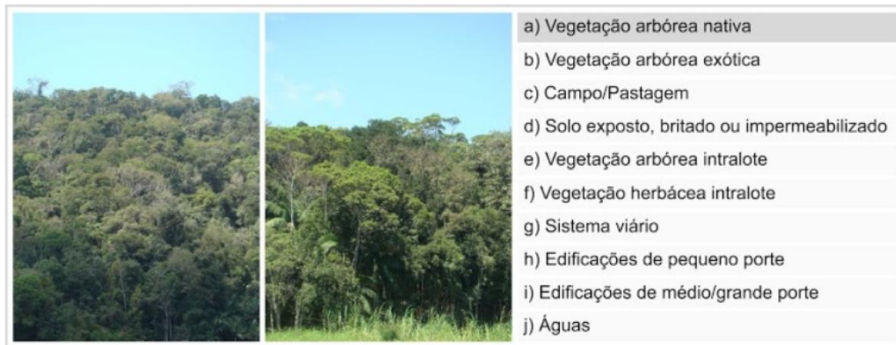 a) Vegetação arbórea nativa
b) Vegetação arbórea exótica
c) Campo/Pastagem
d) Solo exposto, britado ou impermeabilizado
e) Vegetação arbórea intralote
f) Vegetação herbácea intralote
g) Sistema viário
h) Edificações de pequeno porte
i) Edificações de médio/grande porte
j) Águas